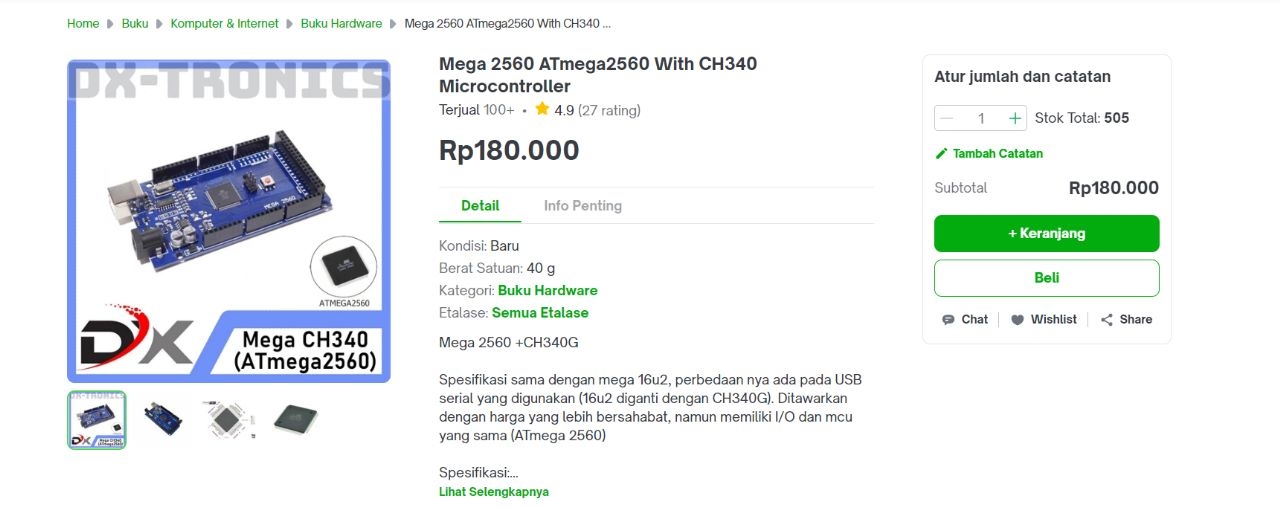 Home Buku Komputer & Internet Buku Hardware Mega 2560 ATmega2560 With CH340 ...
DX-TRONICS
MEGA 2560
ATMEGA2560
DX
Mega CH340
(ATmega2560)
Mega 2560 ATmega2560 With CH340
Microcontroller
Terjual 100+ • 4.9 (27 rating)
Rp180.000
Detail Info Penting
Kondisi: Baru
Berat Satuan: 40 g
Kategori: Buku Hardware
Etalase: Semua Etalase
Mega 2560 +CH340G
Spesifikasi sama dengan mega 16u2, perbedaan nya ada pada USB
serial yang digunakan (16u2 diganti dengan CH340G). Ditawarkan
dengan harga yang lebih bersahabat, namun memiliki I/O dan mcu
yang sama (ATmega 2560)
Spesifikasi:...
Lihat Selengkapnya
Atur jumlah dan catatan
1 Stok Total: 505
Tambah Catatan
Subtotal Rp180.000
+ Keranjang
Beli
Chat Wishlist Share